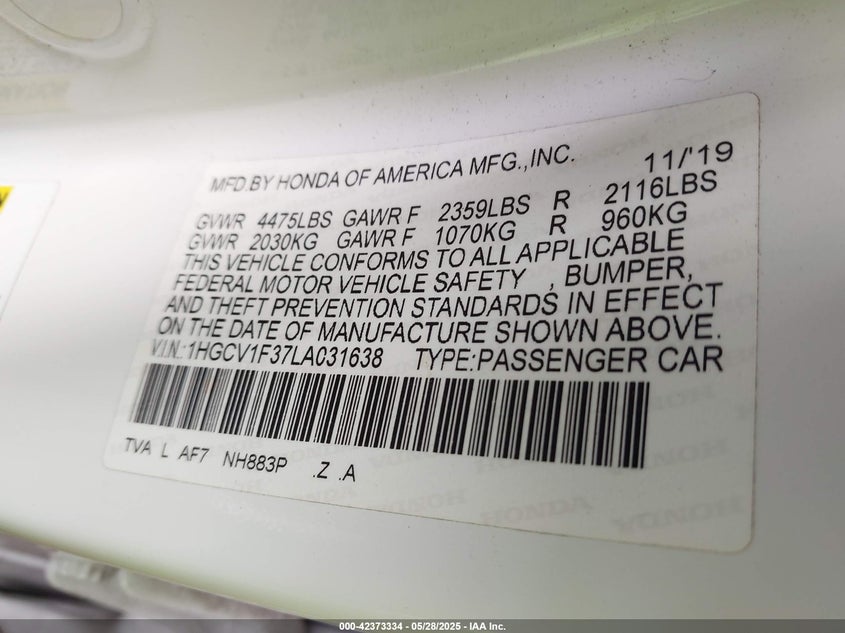 MFD.BY HONDA OF AMERICA MFG.,INC. 11/'19
GVWR 4475LBS GAWR F 2359LBS R 2116LBS
GVWR 2030KG GAWR F 1070KG R 960KG
THIS VEHICLE CONFORMS TO ALL APPLICABLE
FEDERAL MOTOR VEHICLE SAFETY , BUMPER,
AND THEFT PREVENTION STANDARDS IN EFFECT
ON THE DATE OF MANUFACTURE SHOWN ABOVE.
V.I.N.:1HGCV1F37LA031638 TYPE:PASSENGER CAR
TVA L AF7 NH883P .Z .A
HONDA
000-42373334 - 05/28/2025 - IAA Inc.